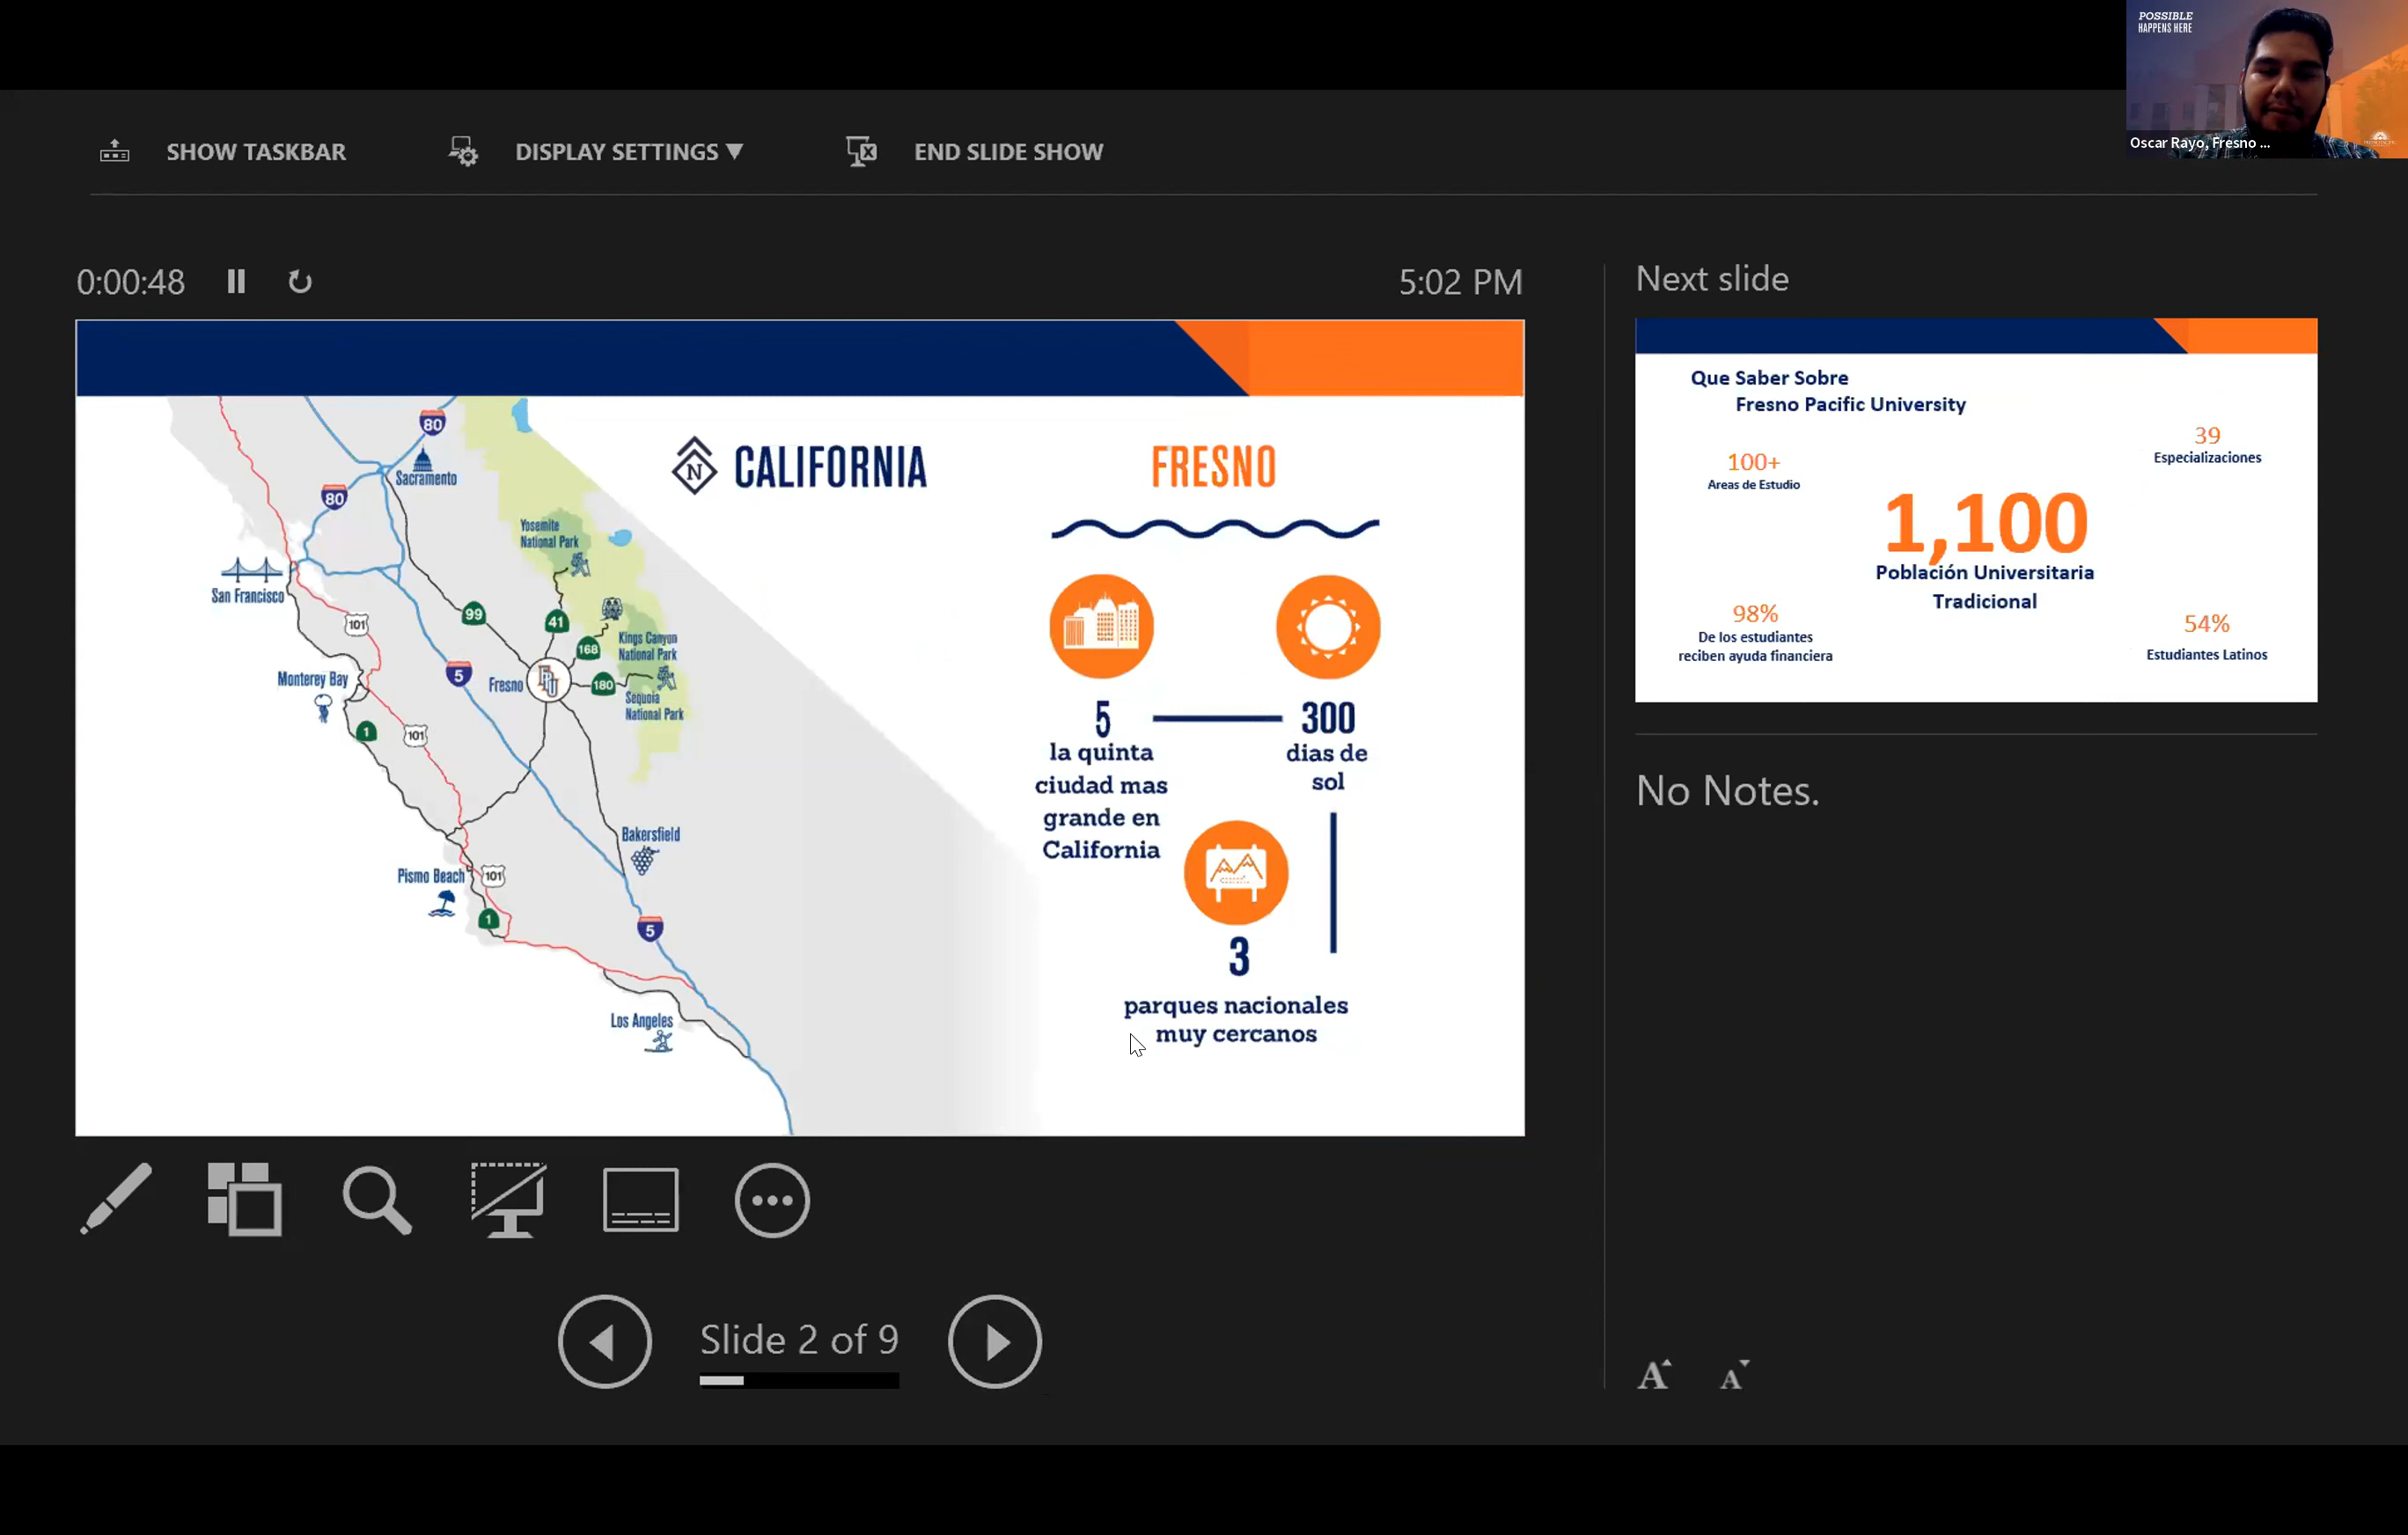 POSSIBLE
HAPPENS HERE
Oscar Rayo, Fresno ...
SHOW TASKBAR
DISPLAY SETTINGS ▼
END SLIDE SHOW
0:00:48
5:02 PM
80
Sacramento
80
Yosemite
National Park
San Francisco
101
99
41
168
Kings Canyon
National Park
5
Fresno
FPU
180
Sequoia
National Park
Monterey Bay
1
101
Bakersfield
Pismo Beach
101
1
5
Los Angeles
N
CALIFORNIA
FRESNO
5
la quinta
ciudad mas
grande en
California
300
dias de
sol
3
parques nacionales
muy cercanos
Next slide
Que Saber Sobre
Fresno Pacific University
100+
Areas de Estudio
39
Especializaciones
1,100
Población Universitaria
Tradicional
98%
De los estudiantes
reciben ayuda financiera
54%
Estudiantes Latinos
No Notes.
Slide 2 of 9
A
A